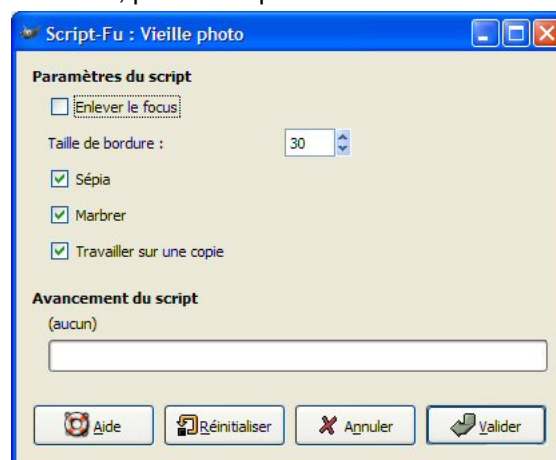 Script-Fu : Vieille photo
Paramètres du script
Enlever le focus
Taille de bordure : 30
Sépia
Marbrer
Travailler sur une copie
Avancement du script
(aucun)
Aide Réinitialiser Annuler Valider